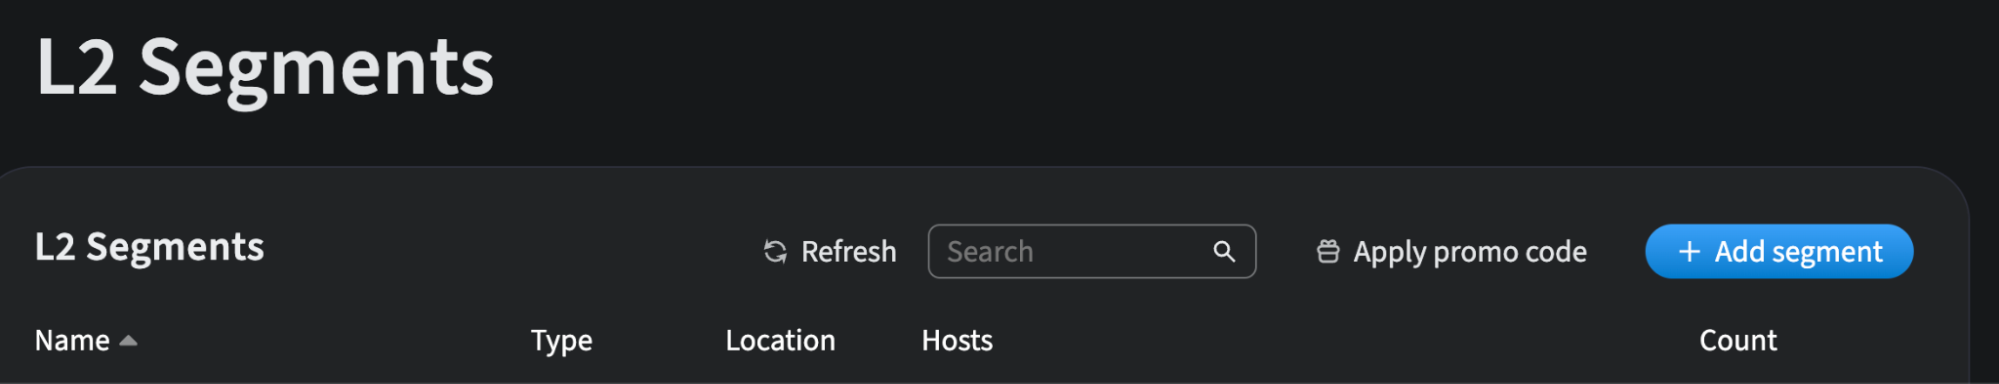 L2 Segments
L2 Segments Refresh Search Apply promo code + Add segment
Name Type Location Hosts Count